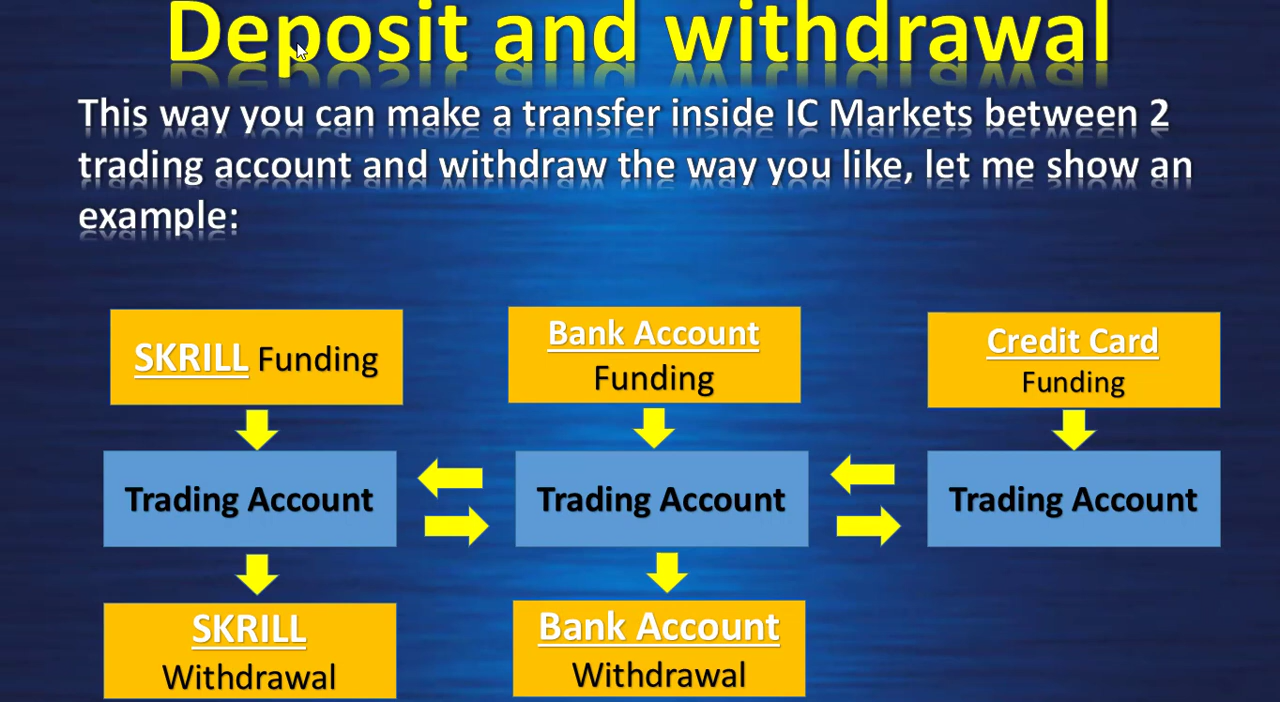 Deposit and withdrawal
This way you can make a transfer inside IC Markets between 2
trading account and withdraw the way you like, let me show an
example:
SKRILL Funding
Bank Account
Funding
Credit Card
Funding
Trading Account
Trading Account
Trading Account
SKRILL
Withdrawal
Bank Account
Withdrawal